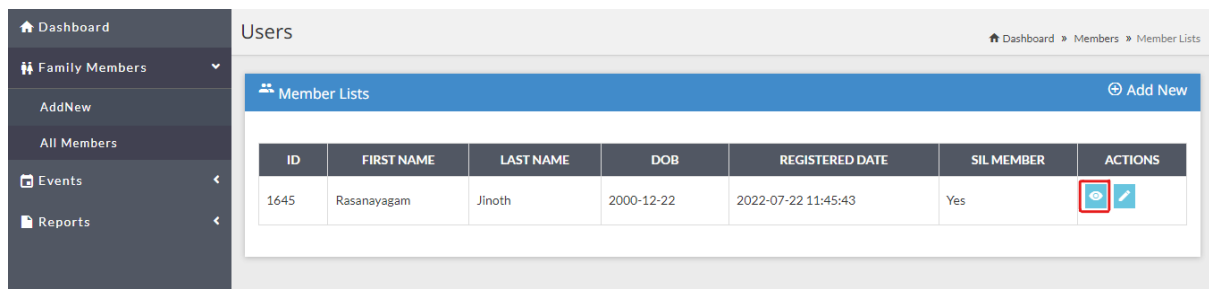 Dashboard
Users
Dashboard » Members » Member Lists
Family Members
AddNew
All Members
Events
Reports
Member Lists
Add New
ID FIRST NAME LAST NAME DOB REGISTERED DATE SIL MEMBER ACTIONS
1645 Rasanayagam Jinoth 2000-12-22 2022-07-22 11:45:43 Yes